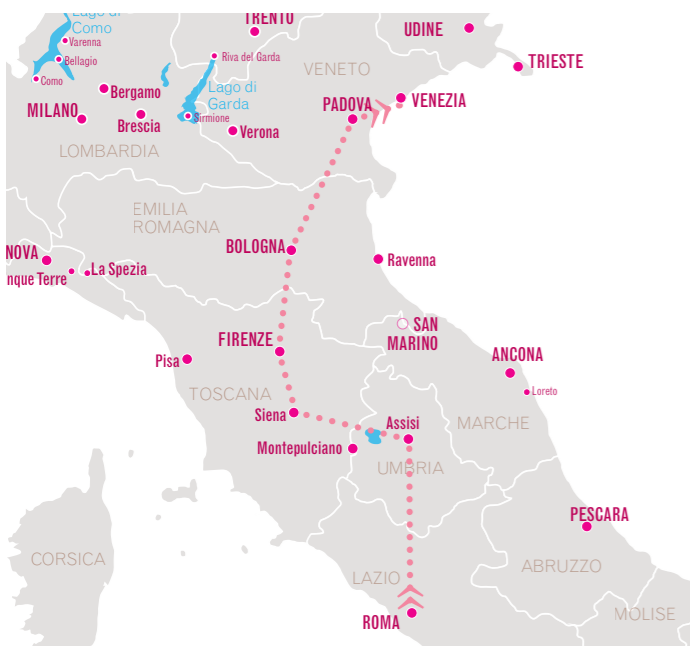 Lago di
Como
TRENTO
UDINE
Varenna
Bellagio
Riva del Garda
VENETO
TRIESTE
Como
Bergamo
Lago di
Garda
PADOVA
VENEZIA
MILANO
Brescia
Sirmione
Verona
LOMBARDIA
EMILIA
ROMAGNA
BOLOGNA
NOVA
La Spezia
nque Terre
Ravenna
SAN
MARINO
FIRENZE
Pisa
ANCONA
TOSCANA
Loreto
Siena
Assisi
MARCHE
Montepulciano
UMBRIA
PESCARA
CORSICA
LAZIO
ABRUZZO
MOLISE
ROMA